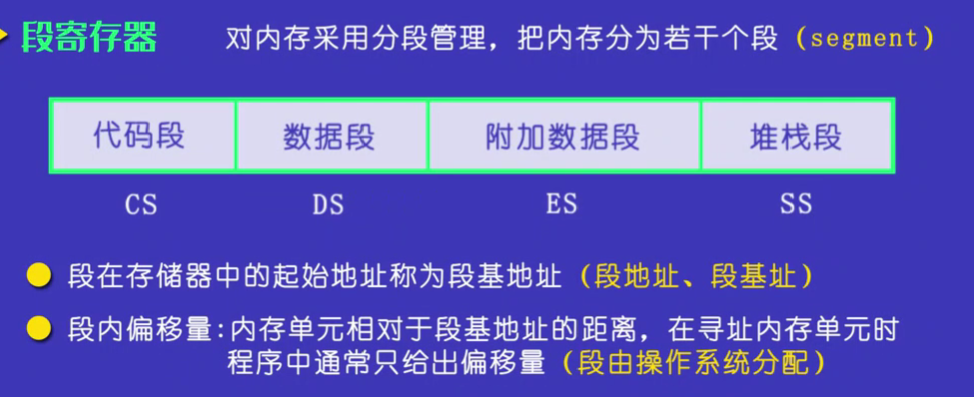 段寄存器 对内存采用分段管理，把内存分为若干个段（segment）
代码段 数据段 附加数据段 堆栈段
CS DS ES SS
段在存储器中的起始地址称为段基地址（段地址、段基址）
段内偏移量:内存单元相对于段基地址的距离，在寻址内存单元时
程序中通常只给出偏移量（段由操作系统分配）